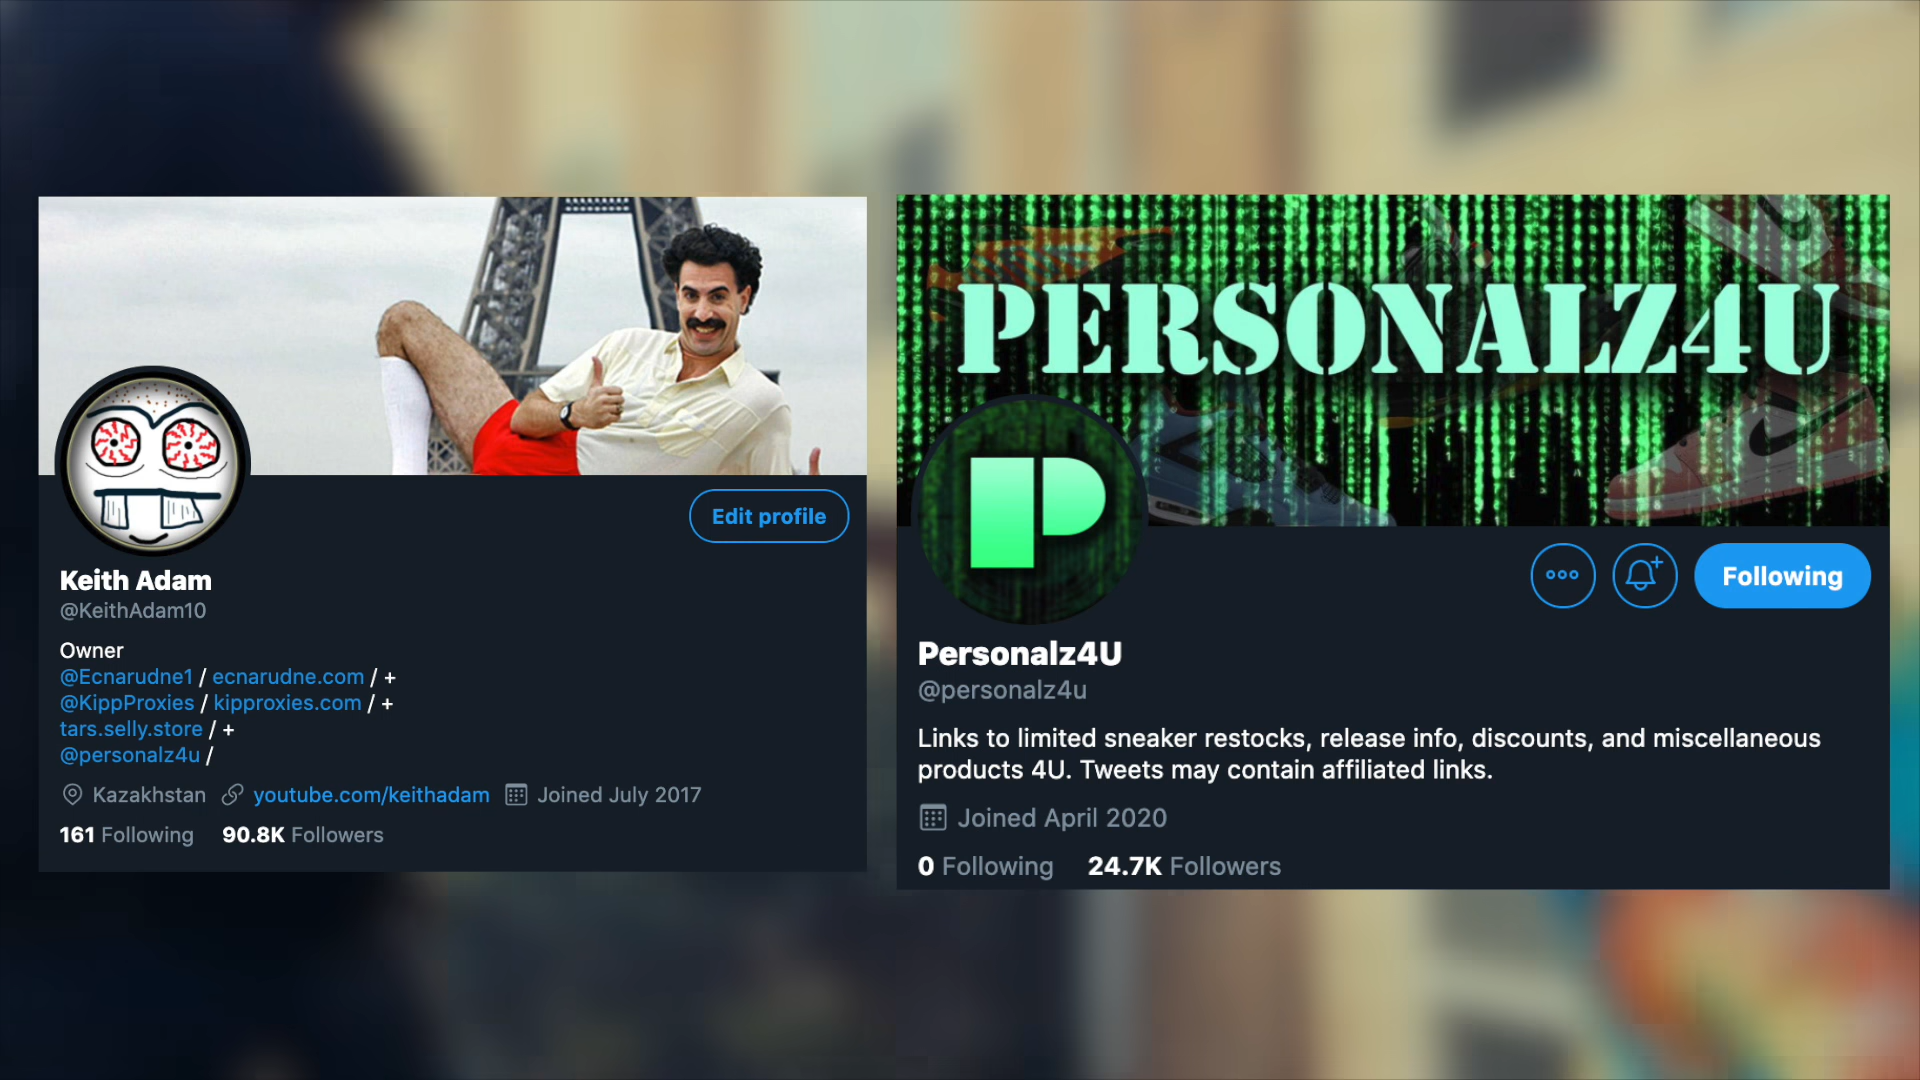 Edit profile
Keith Adam
@KeithAdam10
Owner
@Ecnarudne1 / ecnarudne.com / +
@KippProxies / kipproxies.com / +
tars.selly.store / +
@personalz4u /
Kazakhstan youtube.com/keithadam Joined July 2017
161 Following 90.8K Followers
PERSONALZ4U
P
Following
Personalz4U
@personalz4u
Links to limited sneaker restocks, release info, discounts, and miscellaneous
products 4U. Tweets may contain affiliated links.
Joined April 2020
0 Following 24.7K Followers